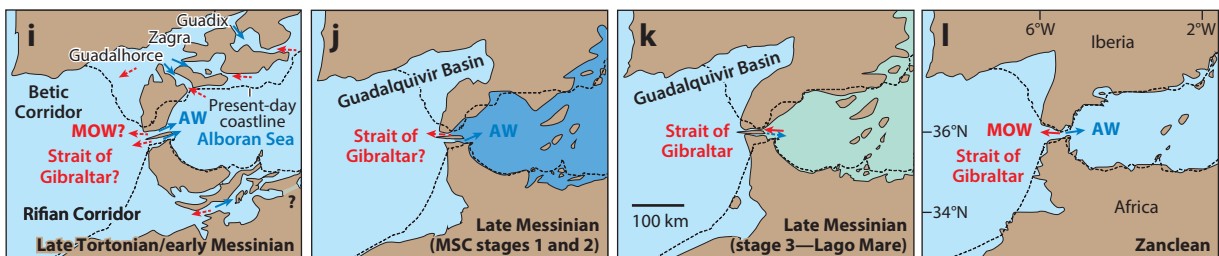 i
Guadix
Zagra
Guadalhorce
Betic
Corridor
Present-day
coastline
MOW?
AW
Alboran Sea
Strait of
Gibraltar?
Rifian Corridor
?
Late Tortonian/early Messinian
j
Guadalquivir Basin
Strait of
Gibraltar?
AW
Late Messinian
(MSC stages 1 and 2)
k
Guadalquivir Basin
Strait of
Gibraltar
100 km
Late Messinian
(stage 3—Lago Mare)
l
6°W
2°W
Iberia
MOW
AW
36°N
Strait of
Gibraltar
34°N
Africa
Zanclean